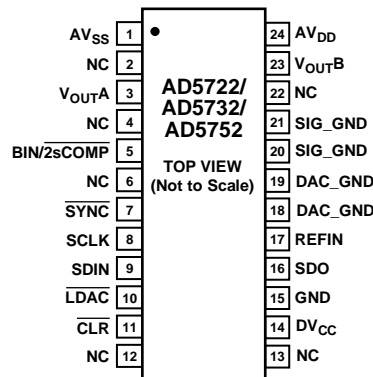 AVSS 1
NC 2
VOUTA 3
NC 4
BIN/2sCOMP 5
NC 6
SYNC 7
SCLK 8
SDIN 9
LDAC 10
CLR 11
NC 12
AD5722/
AD5732/
AD5752
TOP VIEW
(Not to Scale)
24 AVDD
23 VOUTB
22 NC
21 SIG_GND
20 SIG_GND
19 DAC_GND
18 DAC_GND
17 REFIN
16 SDO
15 GND
14 DVCC
13 NC